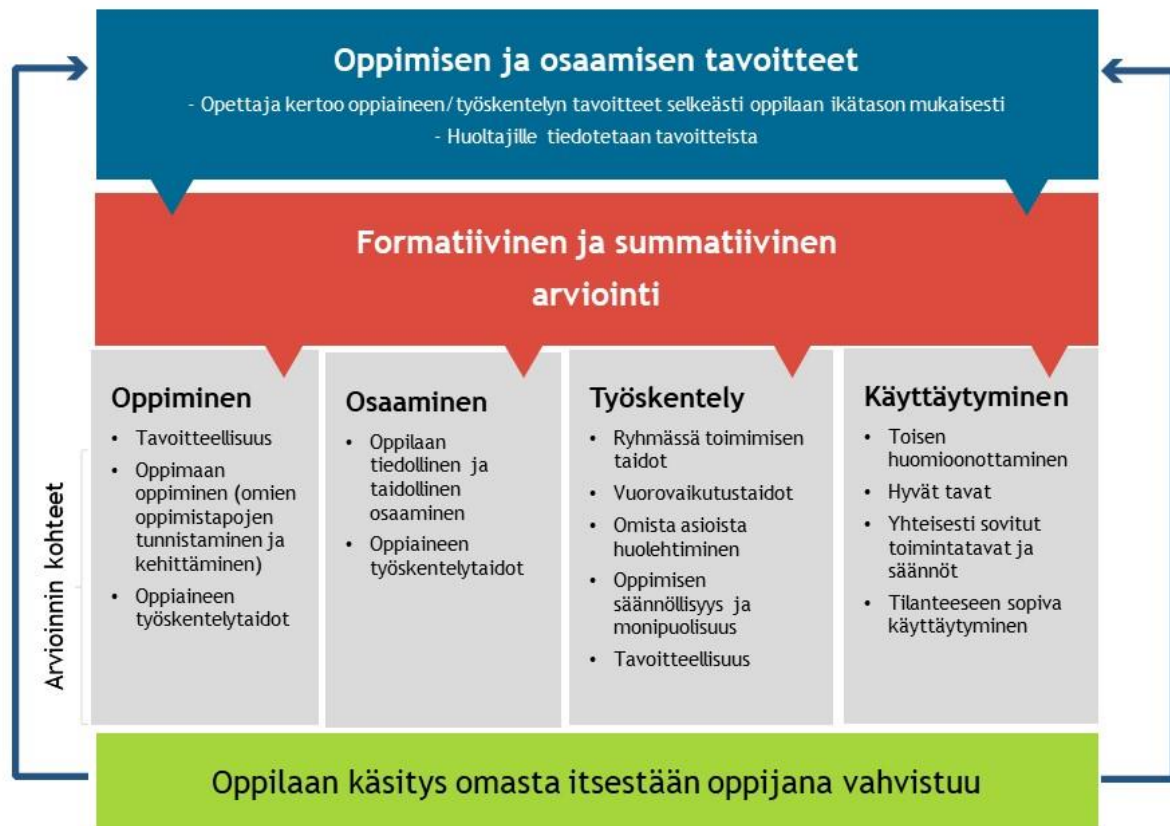 Oppimisen ja osaamisen tavoitteet
- Opettaja kertoo oppiaineen/työskentelyn tavoitteet selkeästi oppilaan ikätason mukaisesti
- Huoltajille tiedotetaan tavoitteista
Formatiivinen ja summatiivinen
arviointi
Arvioinnin kohteet
Oppiminen
• Tavoitteellisuus
• Oppimaan
oppiminen (omien
oppimistapojen
tunnistaminen ja
kehittäminen)
• Oppiaineen
työskentelytaidot
Osaaminen
• Oppilaan
tiedollinen ja
taidollinen
osaaminen
• Oppiaineen
työskentelytaidot
Työskentely
• Ryhmässä toimimisen
taidot
• Vuorovaikutustaidot
• Omista asioista
huolehtiminen
• Oppimisen
säännöllisyys ja
monipuolisuus
• Tavoitteellisuus
Käyttäytyminen
• Toisen
huomioonottaminen
• Hyvät tavat
• Yhteisesti sovitut
toimintatavat ja
säännöt
• Tilanteeseen sopiva
käyttäytyminen
Oppilaan käsitys omasta itsestään oppijana vahvistuu